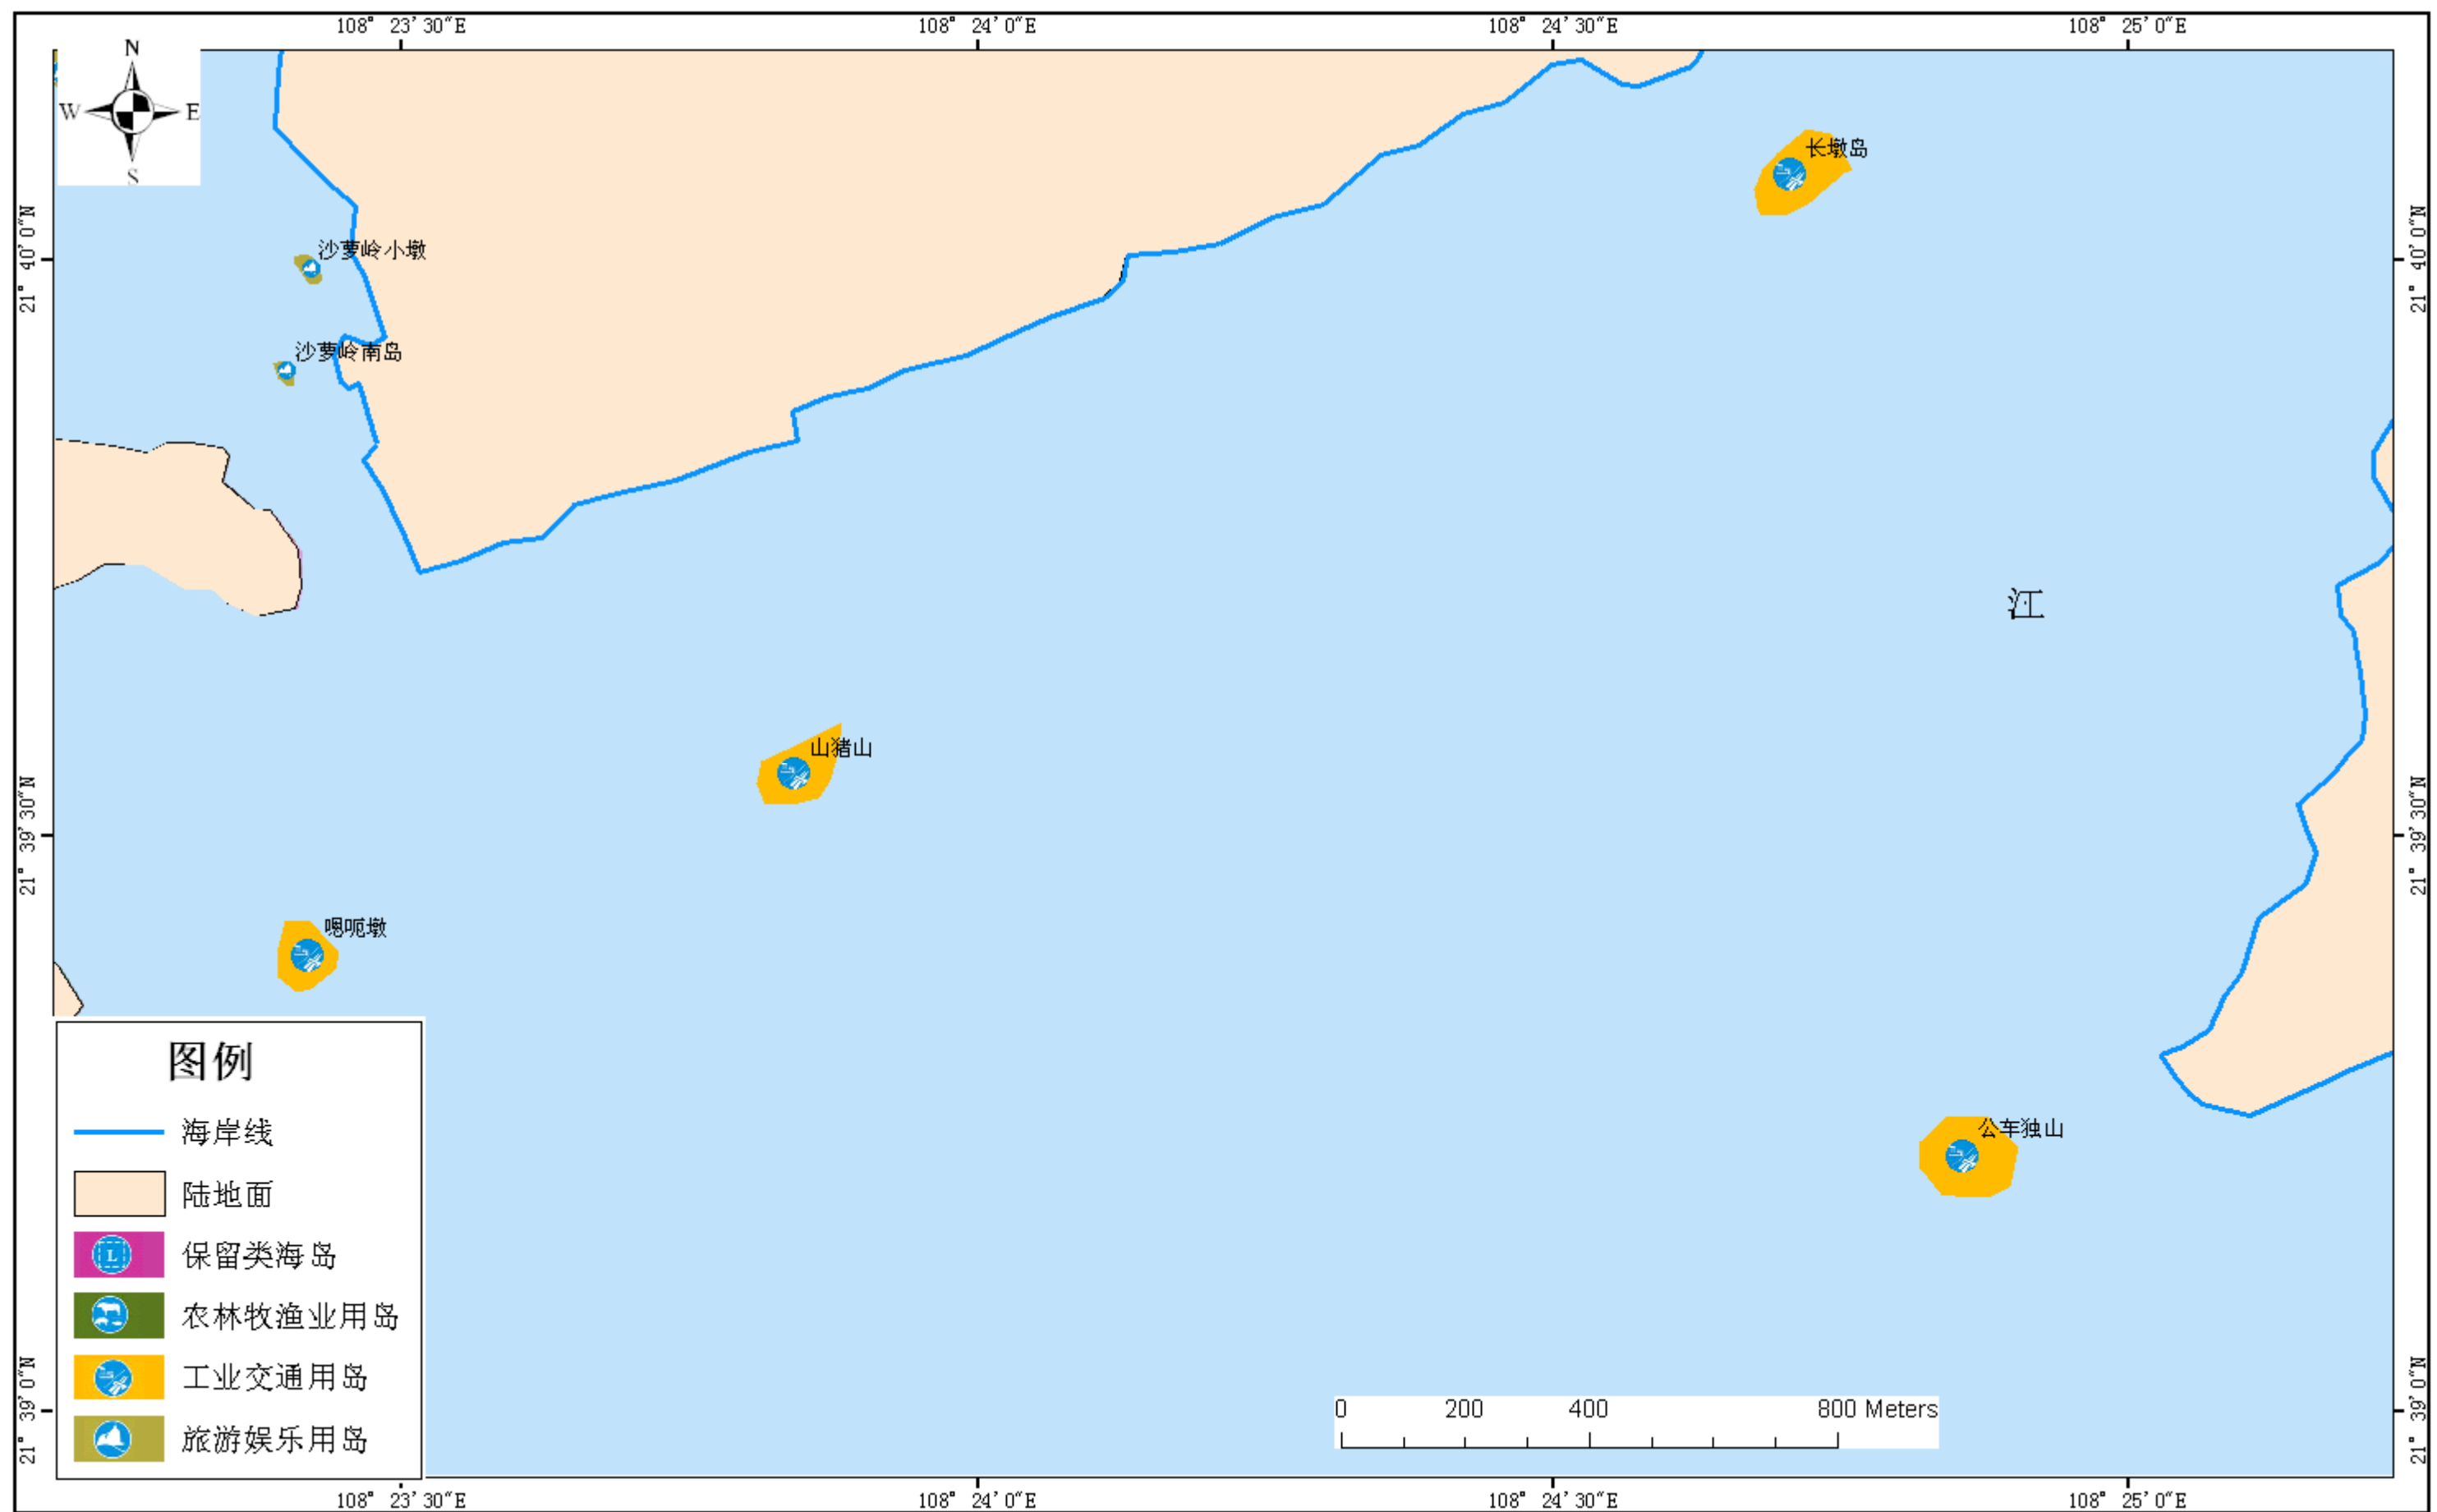 108° 23' 30"E
108° 24' 0"E
108° 24' 30"E
108° 25' 0"E
N
W
E
S
长墩岛
21° 40' 0"N
21° 40' 0"N
沙萝岭小墩
沙萝岭南岛
江
山猪山
21° 39' 30"N
21° 39' 30"N
嗯呃墩
公车独山
图例
海岸线
陆地面
L
保留类海岛
农林牧渔业用岛
工业交通用岛
旅游娱乐用岛
0 200 400 800 Meters
21° 39' 0"N
21° 39' 0"N
108° 23' 30"E
108° 24' 0"E
108° 24' 30"E
108° 25' 0"E